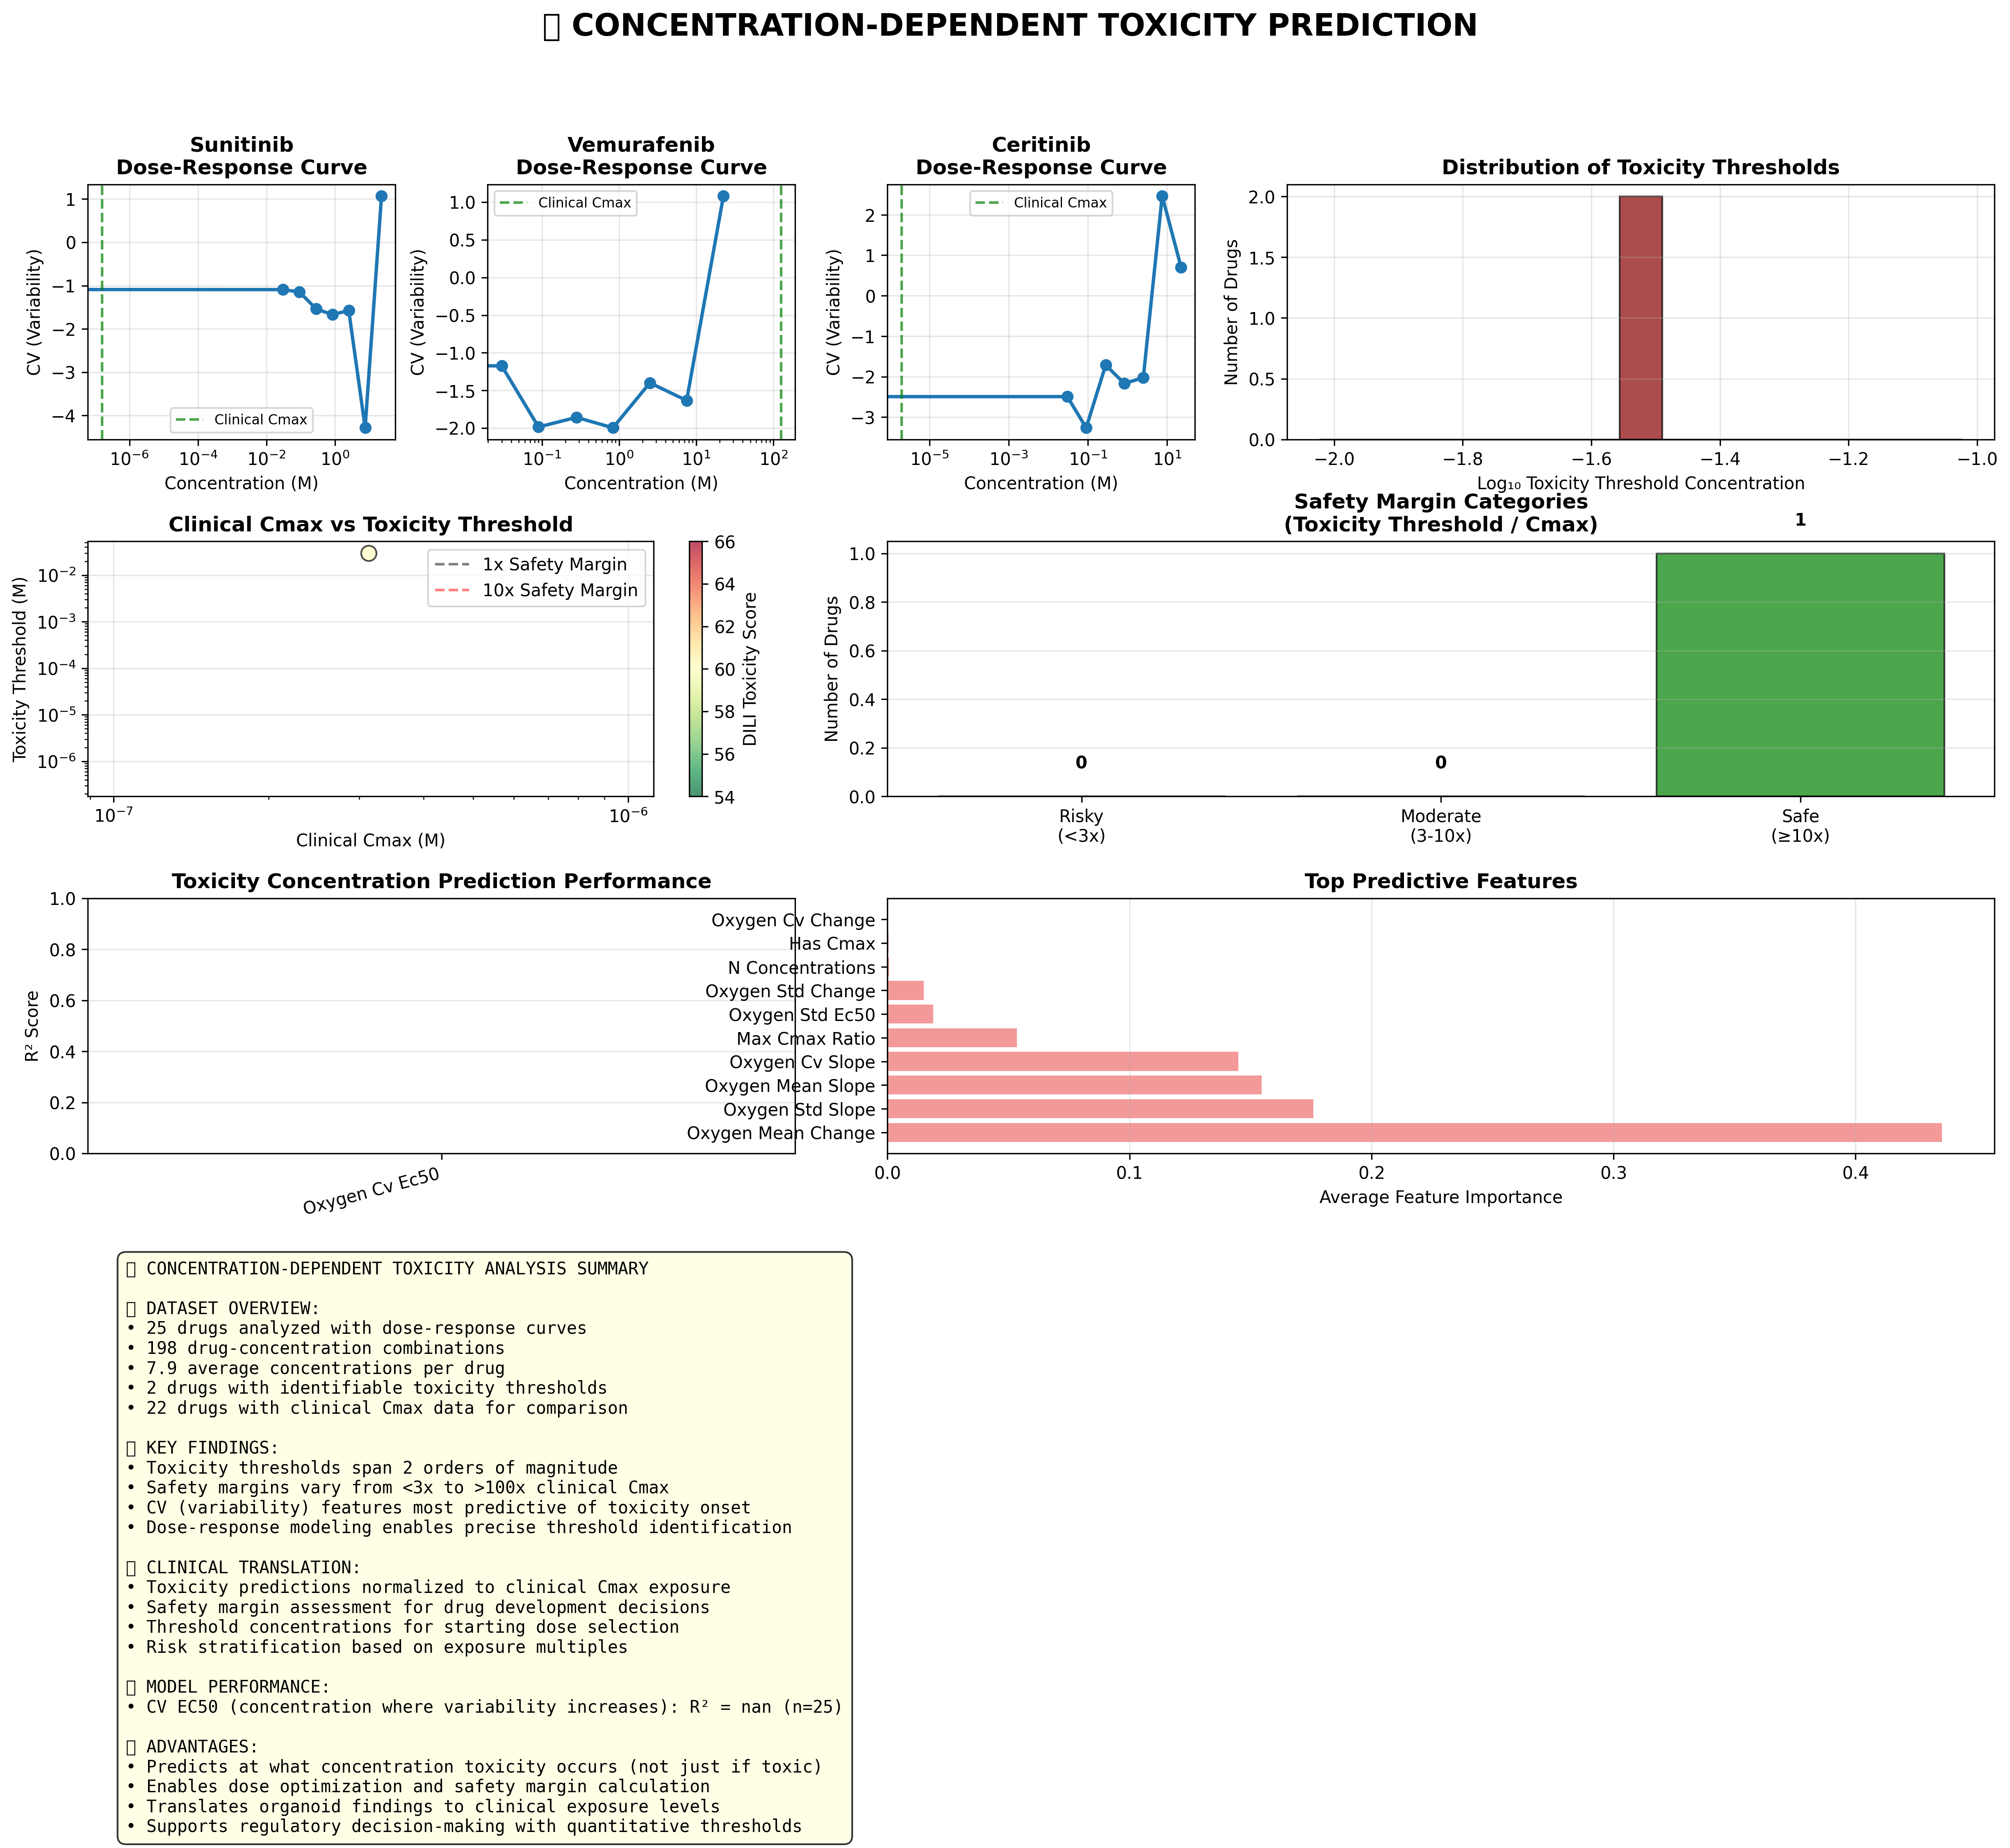 ▯ CONCENTRATION-DEPENDENT TOXICITY PREDICTION
Sunitinib
Dose-Response Curve
1
0
−1
−2
−3
−4
CV (Variability)
Clinical Cmax
10⁻⁶ 10⁻⁴ 10⁻² 10⁰
Concentration (M)
Vemurafenib
Dose-Response Curve
1.0
0.5
0.0
−0.5
−1.0
−1.5
−2.0
CV (Variability)
Clinical Cmax
10⁻¹ 10⁰ 10¹ 10²
Concentration (M)
Ceritinib
Dose-Response Curve
2
1
0
−1
−2
−3
CV (Variability)
Clinical Cmax
10⁻⁵ 10⁻³ 10⁻¹ 10¹
Concentration (M)
Distribution of Toxicity Thresholds
2.0
1.5
1.0
0.5
0.0
Number of Drugs
−2.0 −1.8 −1.6 −1.4 −1.2 −1.0
Log₁₀ Toxicity Threshold Concentration
Clinical Cmax vs Toxicity Threshold
10⁻²
10⁻³
10⁻⁴
10⁻⁵
10⁻⁶
Toxicity Threshold (M)
1x Safety Margin
10x Safety Margin
10⁻⁷ 10⁻⁶
Clinical Cmax (M)
66
64
62
60
58
56
54
DILI Toxicity Score
Safety Margin Categories
(Toxicity Threshold / Cmax)
1.0
0.8
0.6
0.4
0.2
0.0
Number of Drugs
0 0 1
Risky
(<3x)
Moderate
(3-10x)
Safe
(≥10x)
Toxicity Concentration Prediction Performance
1.0
0.8
0.6
0.4
0.2
0.0
R² Score
Oxygen Cv Ec50
Top Predictive Features
Oxygen Cv Change
Has Cmax
N Concentrations
Oxygen Std Change
Oxygen Std Ec50
Max Cmax Ratio
Oxygen Cv Slope
Oxygen Mean Slope
Oxygen Std Slope
Oxygen Mean Change
0.0 0.1 0.2 0.3 0.4
Average Feature Importance
▯ CONCENTRATION-DEPENDENT TOXICITY ANALYSIS SUMMARY
▯ DATASET OVERVIEW:
• 25 drugs analyzed with dose-response curves
• 198 drug-concentration combinations
• 7.9 average concentrations per drug
• 2 drugs with identifiable toxicity thresholds
• 22 drugs with clinical Cmax data for comparison
▯ KEY FINDINGS:
• Toxicity thresholds span 2 orders of magnitude
• Safety margins vary from <3x to >100x clinical Cmax
• CV (variability) features most predictive of toxicity onset
• Dose-response modeling enables precise threshold identification
▯ CLINICAL TRANSLATION:
• Toxicity predictions normalized to clinical Cmax exposure
• Safety margin assessment for drug development decisions
• Threshold concentrations for starting dose selection
• Risk stratification based on exposure multiples
▯ MODEL PERFORMANCE:
• CV EC50 (concentration where variability increases): R² = nan (n=25)
▯ ADVANTAGES:
• Predicts at what concentration toxicity occurs (not just if toxic)
• Enables dose optimization and safety margin calculation
• Translates organoid findings to clinical exposure levels
• Supports regulatory decision-making with quantitative thresholds